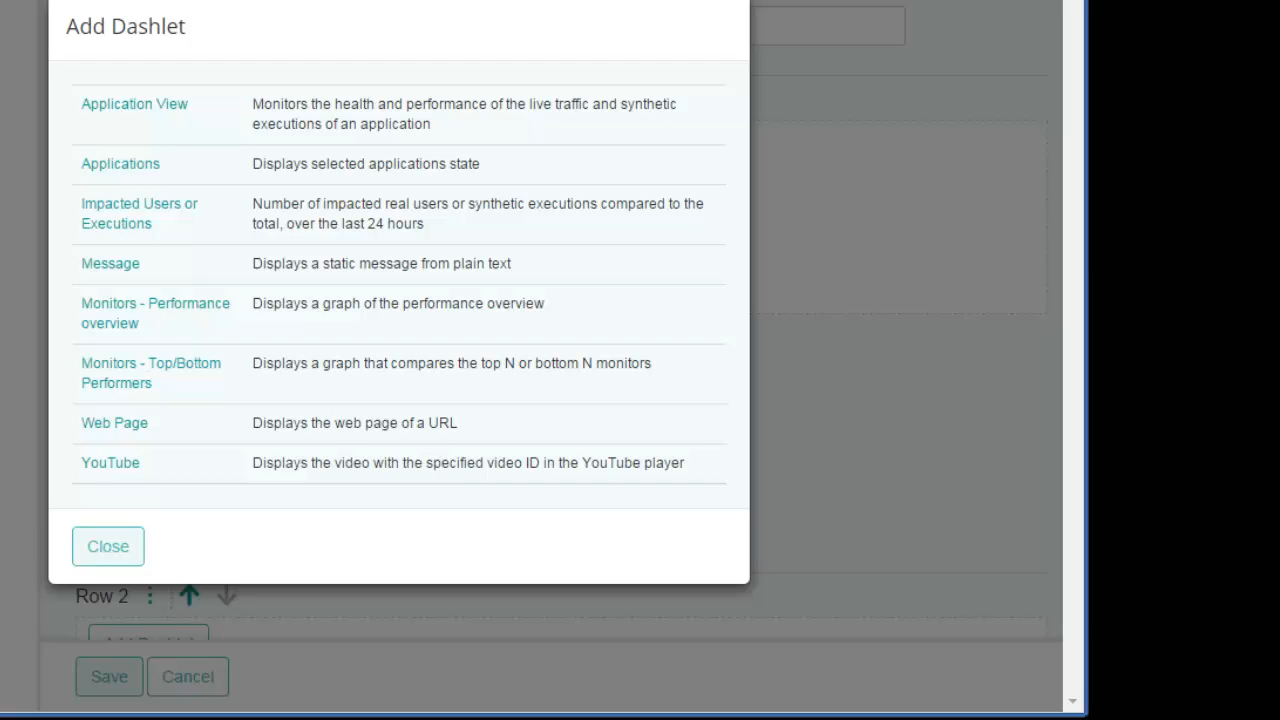 Add Dashlet
Application View
Monitors the health and performance of the live traffic and synthetic
executions of an application
Applications
Displays selected applications state
Impacted Users or
Executions
Number of impacted real users or synthetic executions compared to the
total, over the last 24 hours
Message
Displays a static message from plain text
Monitors - Performance
overview
Displays a graph of the performance overview
Monitors - Top/Bottom
Performers
Displays a graph that compares the top N or bottom N monitors
Web Page
Displays the web page of a URL
YouTube
Displays the video with the specified video ID in the YouTube player
Close
Row 2
Save
Cancel